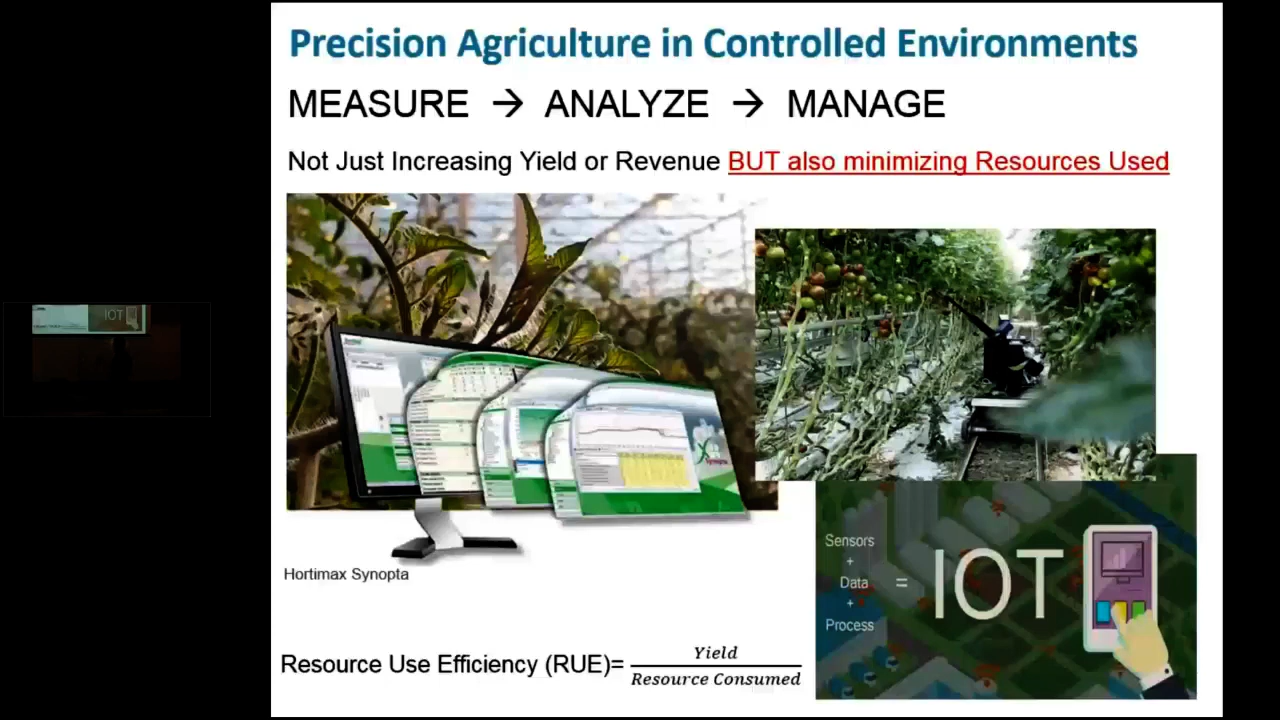 Precision Agriculture in Controlled Environments
MEASURE → ANALYZE → MANAGE
Not Just Increasing Yield or Revenue BUT also minimizing Resources Used
Hortimax Synopta
Sensors
+
Data = IOT
+
Process
Resource Use Efficiency (RUE)= Yield
Resource Consumed
IOT